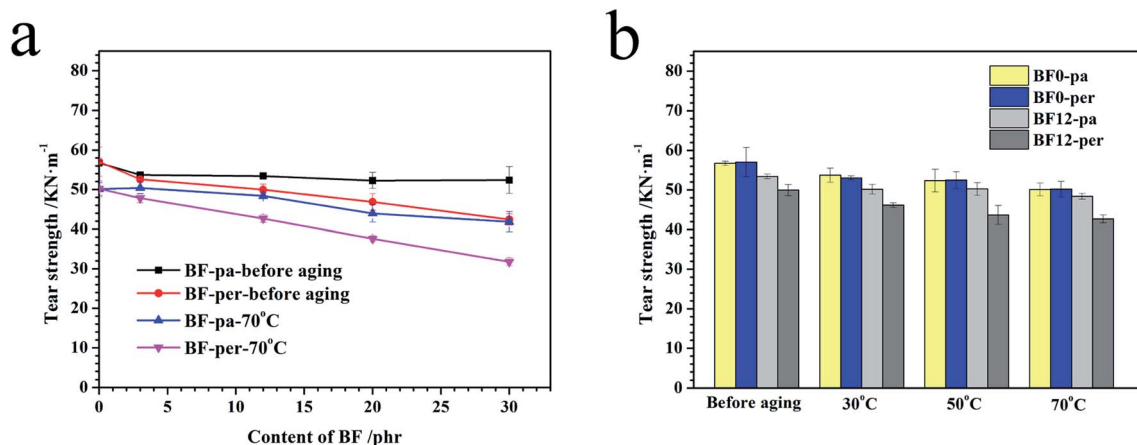 a
Tear strength /KN·m⁻¹
80
70
60
50
40
30
20
10
0
BF-pa-before aging
BF-per-before aging
BF-pa-70°C
BF-per-70°C
0 5 10 15 20 25 30
Content of BF /phr
b
Tear strength /KN·m⁻¹
80
70
60
50
40
30
20
10
0
BF0-pa
BF0-per
BF12-pa
BF12-per
Before aging 30°C 50°C 70°C